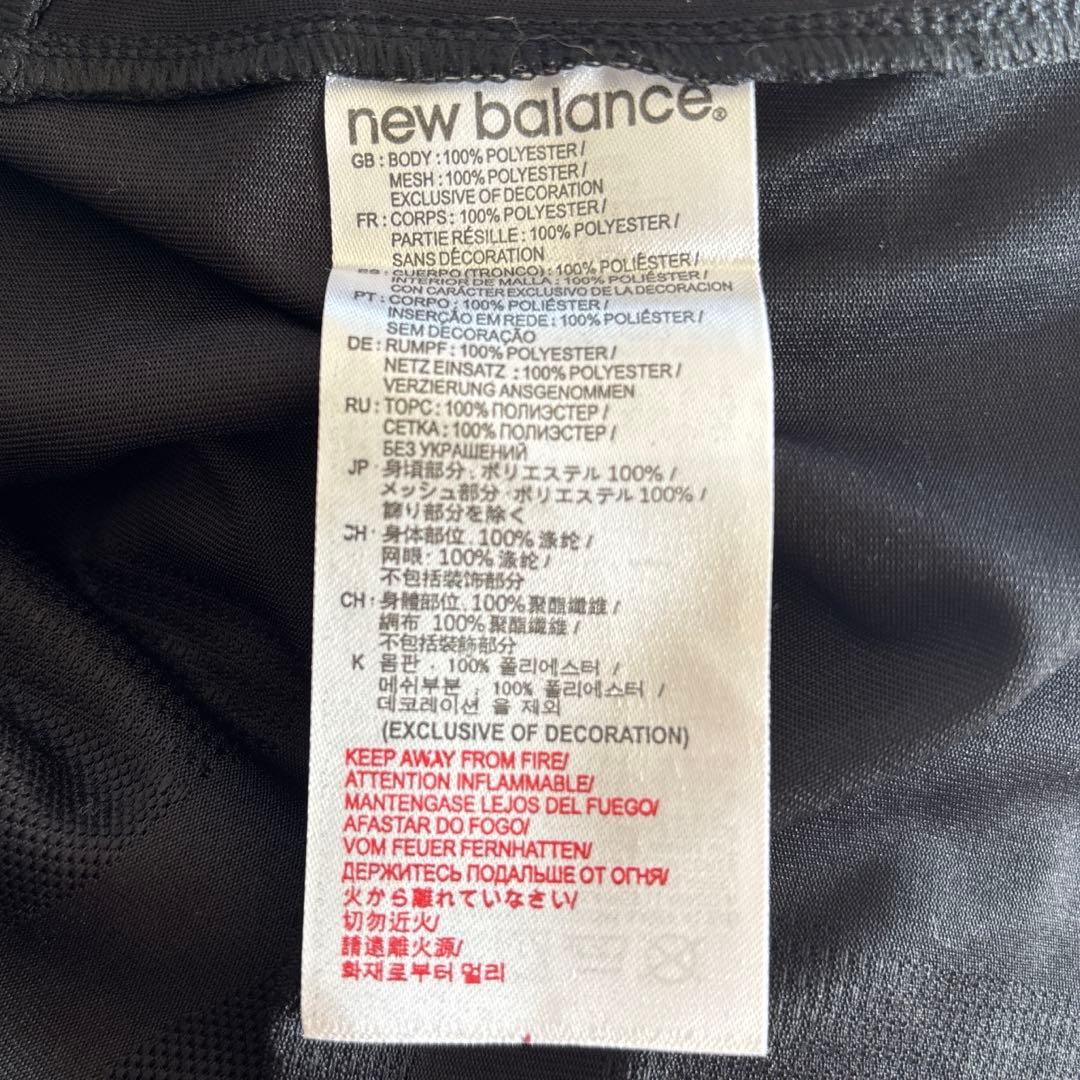 new balance®
GB : BODY : 100% POLYESTER /
MESH : 100% POLYESTER /
EXCLUSIVE OF DECORATION
FR : CORPS : 100% POLYESTER /
PARTIE RÉSILLE : 100% POLYESTER /
SANS DÉCORATION
ES : CUERPO (TRONCO) : 100% POLIÉSTER /
INTERIOR DE MALLA : 100% POLIÉSTER /
CON CARÁCTER EXCLUSIVO DE LA DECORACION
PT : CORPO : 100% POLIÉSTER /
INSERÇÃO EM REDE : 100% POLIÉSTER /
SEM DECORAÇÃO
DE : RUMPF : 100% POLYESTER /
NETZ EINSATZ : 100% POLYESTER /
VERZIERUNG ANSGENOMMEN
RU : ТОРС : 100% ПОЛИЭСТЕР /
СЕТКА : 100% ПОЛИЭСТЕР /
БЕЗ УКРАШЕНИЙ
JP : 身頃部分 : ポリエステル 100% /
メッシュ部分 : ポリエステル 100% /
飾り部分を除く
CH : 身体部位 : 100% 涤纶 /
网眼 : 100% 涤纶 /
不包括装饰部分
CH : 身體部位 : 100% 聚酯纖維 /
網布 100% 聚酯纖維 /
不包括裝飾部分
K 몸판 : 100% 폴리에스터 /
메쉬부분 : 100% 폴리에스터 /
데코레이션 을 제외
(EXCLUSIVE OF DECORATION)
KEEP AWAY FROM FIRE/
ATTENTION INFLAMMABLE/
MANTENGASE LEJOS DEL FUEGO/
AFASTAR DO FOGO/
VOM FEUER FERNHATTEN/
ДЕРЖИТЕСЬ ПОДАЛЬШЕ ОТ ОГНЯ/
火から離れていなさい/
切勿近火/
請遠離火源/
화재로부터 멀리